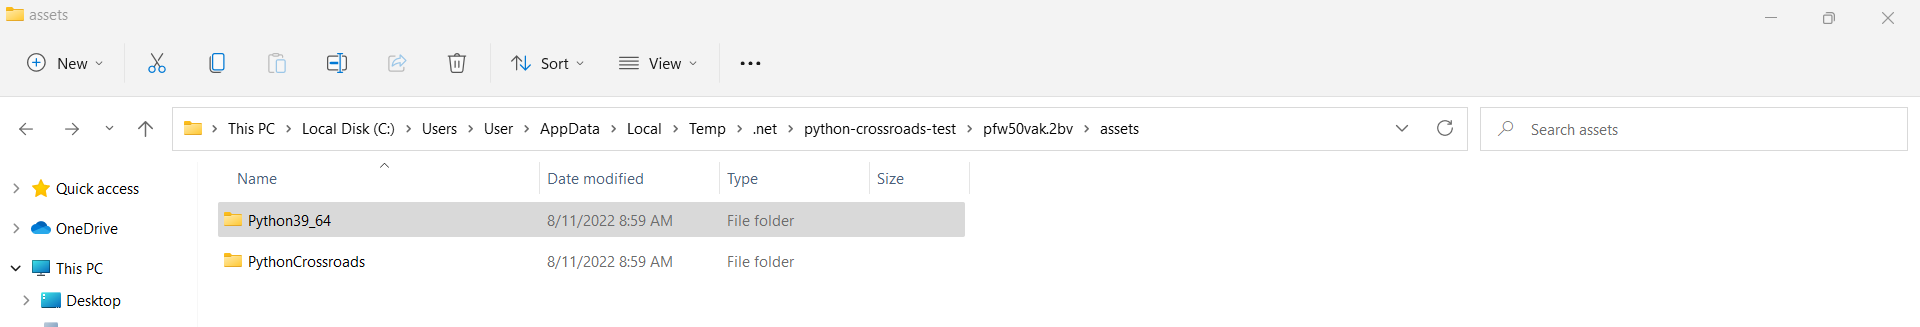 assets
New Sort View
This PC Local Disk (C:) Users User AppData Local Temp .net python-crossroads-test pfw50vak.2bv assets Search assets
Name Date modified Type Size
Quick access
Python39_64 8/11/2022 8:59 AM File folder
OneDrive
PythonCrossroads 8/11/2022 8:59 AM File folder
This PC
Desktop